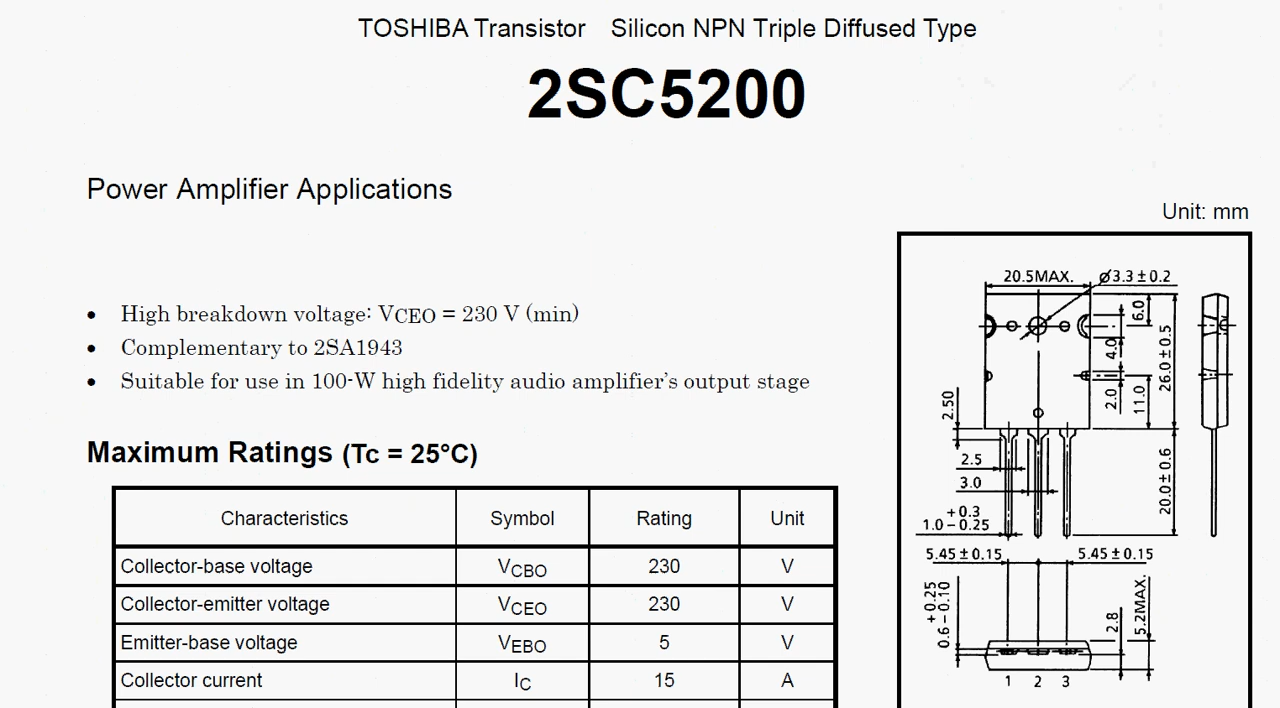 TOSHIBA Transistor Silicon NPN Triple Diffused Type
2SC5200
Power Amplifier Applications
Unit: mm
• High breakdown voltage: VCEO = 230 V (min)
• Complementary to 2SA1943
• Suitable for use in 100-W high fidelity audio amplifier's output stage
Maximum Ratings (Tc = 25°C)
Characteristics Symbol Rating Unit
Collector-base voltage VCBO 230 V
Collector-emitter voltage VCEO 230 V
Emitter-base voltage VEBO 5 V
Collector current IC 15 A
20.5MAX. ⌀3.3 ± 0.2
6.0
4.0
26.0 ± 0.5
2.0
11.0
2.50
2.5
3.0
20.0 ± 0.6
+0.3
1.0 – 0.25
5.45 ± 0.15 5.45 ± 0.15
+0.25
0.6 – 0.10
2.8
5.2MAX.
1 2 3